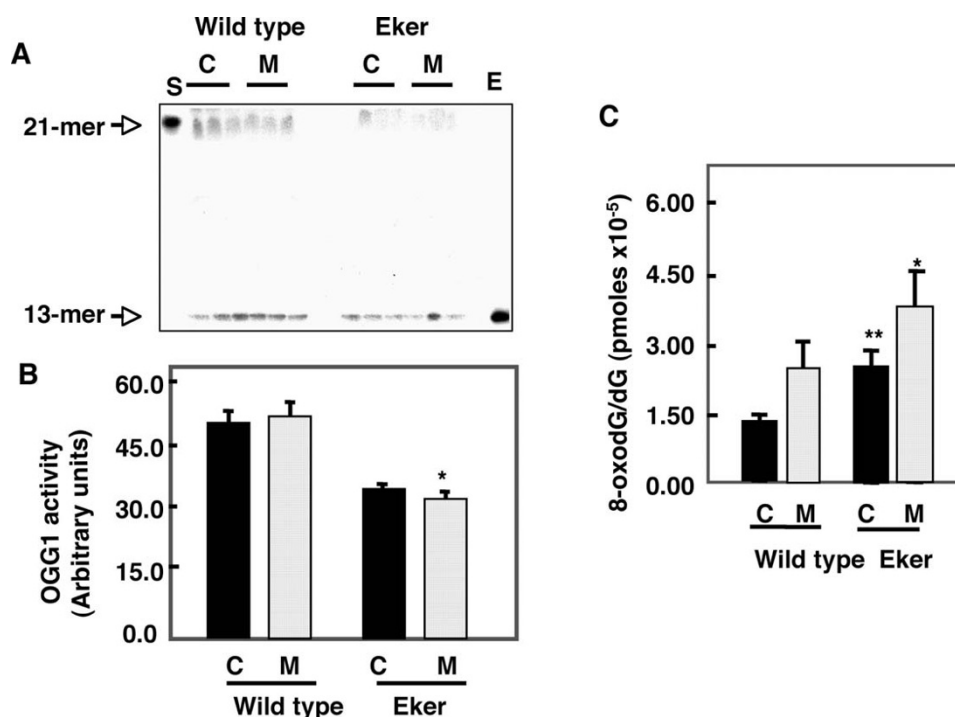 A
Wild type Eker
S C M C M E
21-mer
13-mer
B
OGG1 activity
(Arbitrary units)
60.0
45.0
30.0
15.0
0.0
*
C M C M
Wild type Eker
C
8-oxodG/dG (pmoles x10⁻⁵)
6.00
4.50
3.00
1.50
0.00
** *
C M C M
Wild type Eker